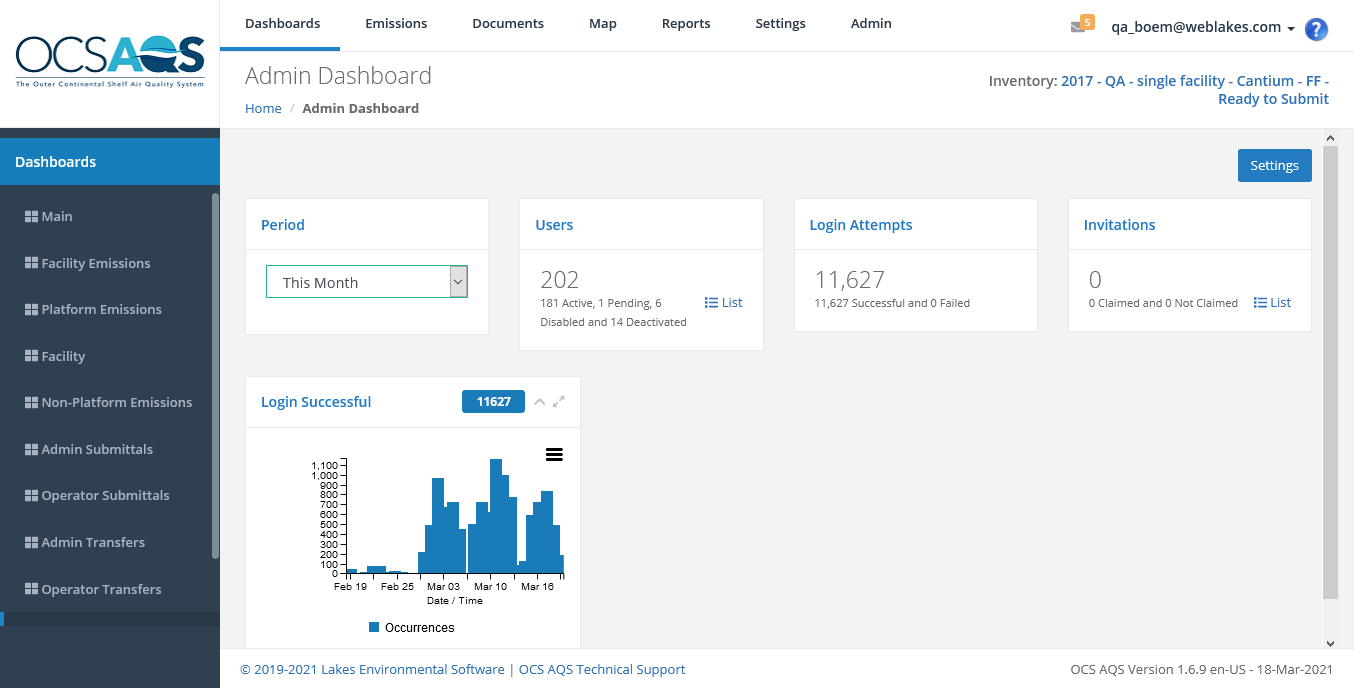 OCSAQS
The Outer Continental Shelf Air Quality System
Dashboards
Emissions
Documents
Map
Reports
Settings
Admin
5
qa_boem@weblakes.com
?
Admin Dashboard
Home / Admin Dashboard
Inventory: 2017 - QA - single facility - Cantium - FF -
Ready to Submit
Dashboards
Main
Facility Emissions
Platform Emissions
Facility
Non-Platform Emissions
Admin Submittals
Operator Submittals
Admin Transfers
Operator Transfers
Settings
Period
This Month
Users
202
181 Active, 1 Pending, 6
Disabled and 14 Deactivated
List
Login Attempts
11,627
11,627 Successful and 0 Failed
Invitations
0
0 Claimed and 0 Not Claimed
List
Login Successful
11627
1,100
1,000
900
800
700
600
500
400
300
200
100
0
Feb 19
Feb 25
Mar 03
Mar 10
Mar 16
Date / Time
Occurrences
© 2019-2021 Lakes Environmental Software | OCS AQS Technical Support
OCS AQS Version 1.6.9 en-US - 18-Mar-2021